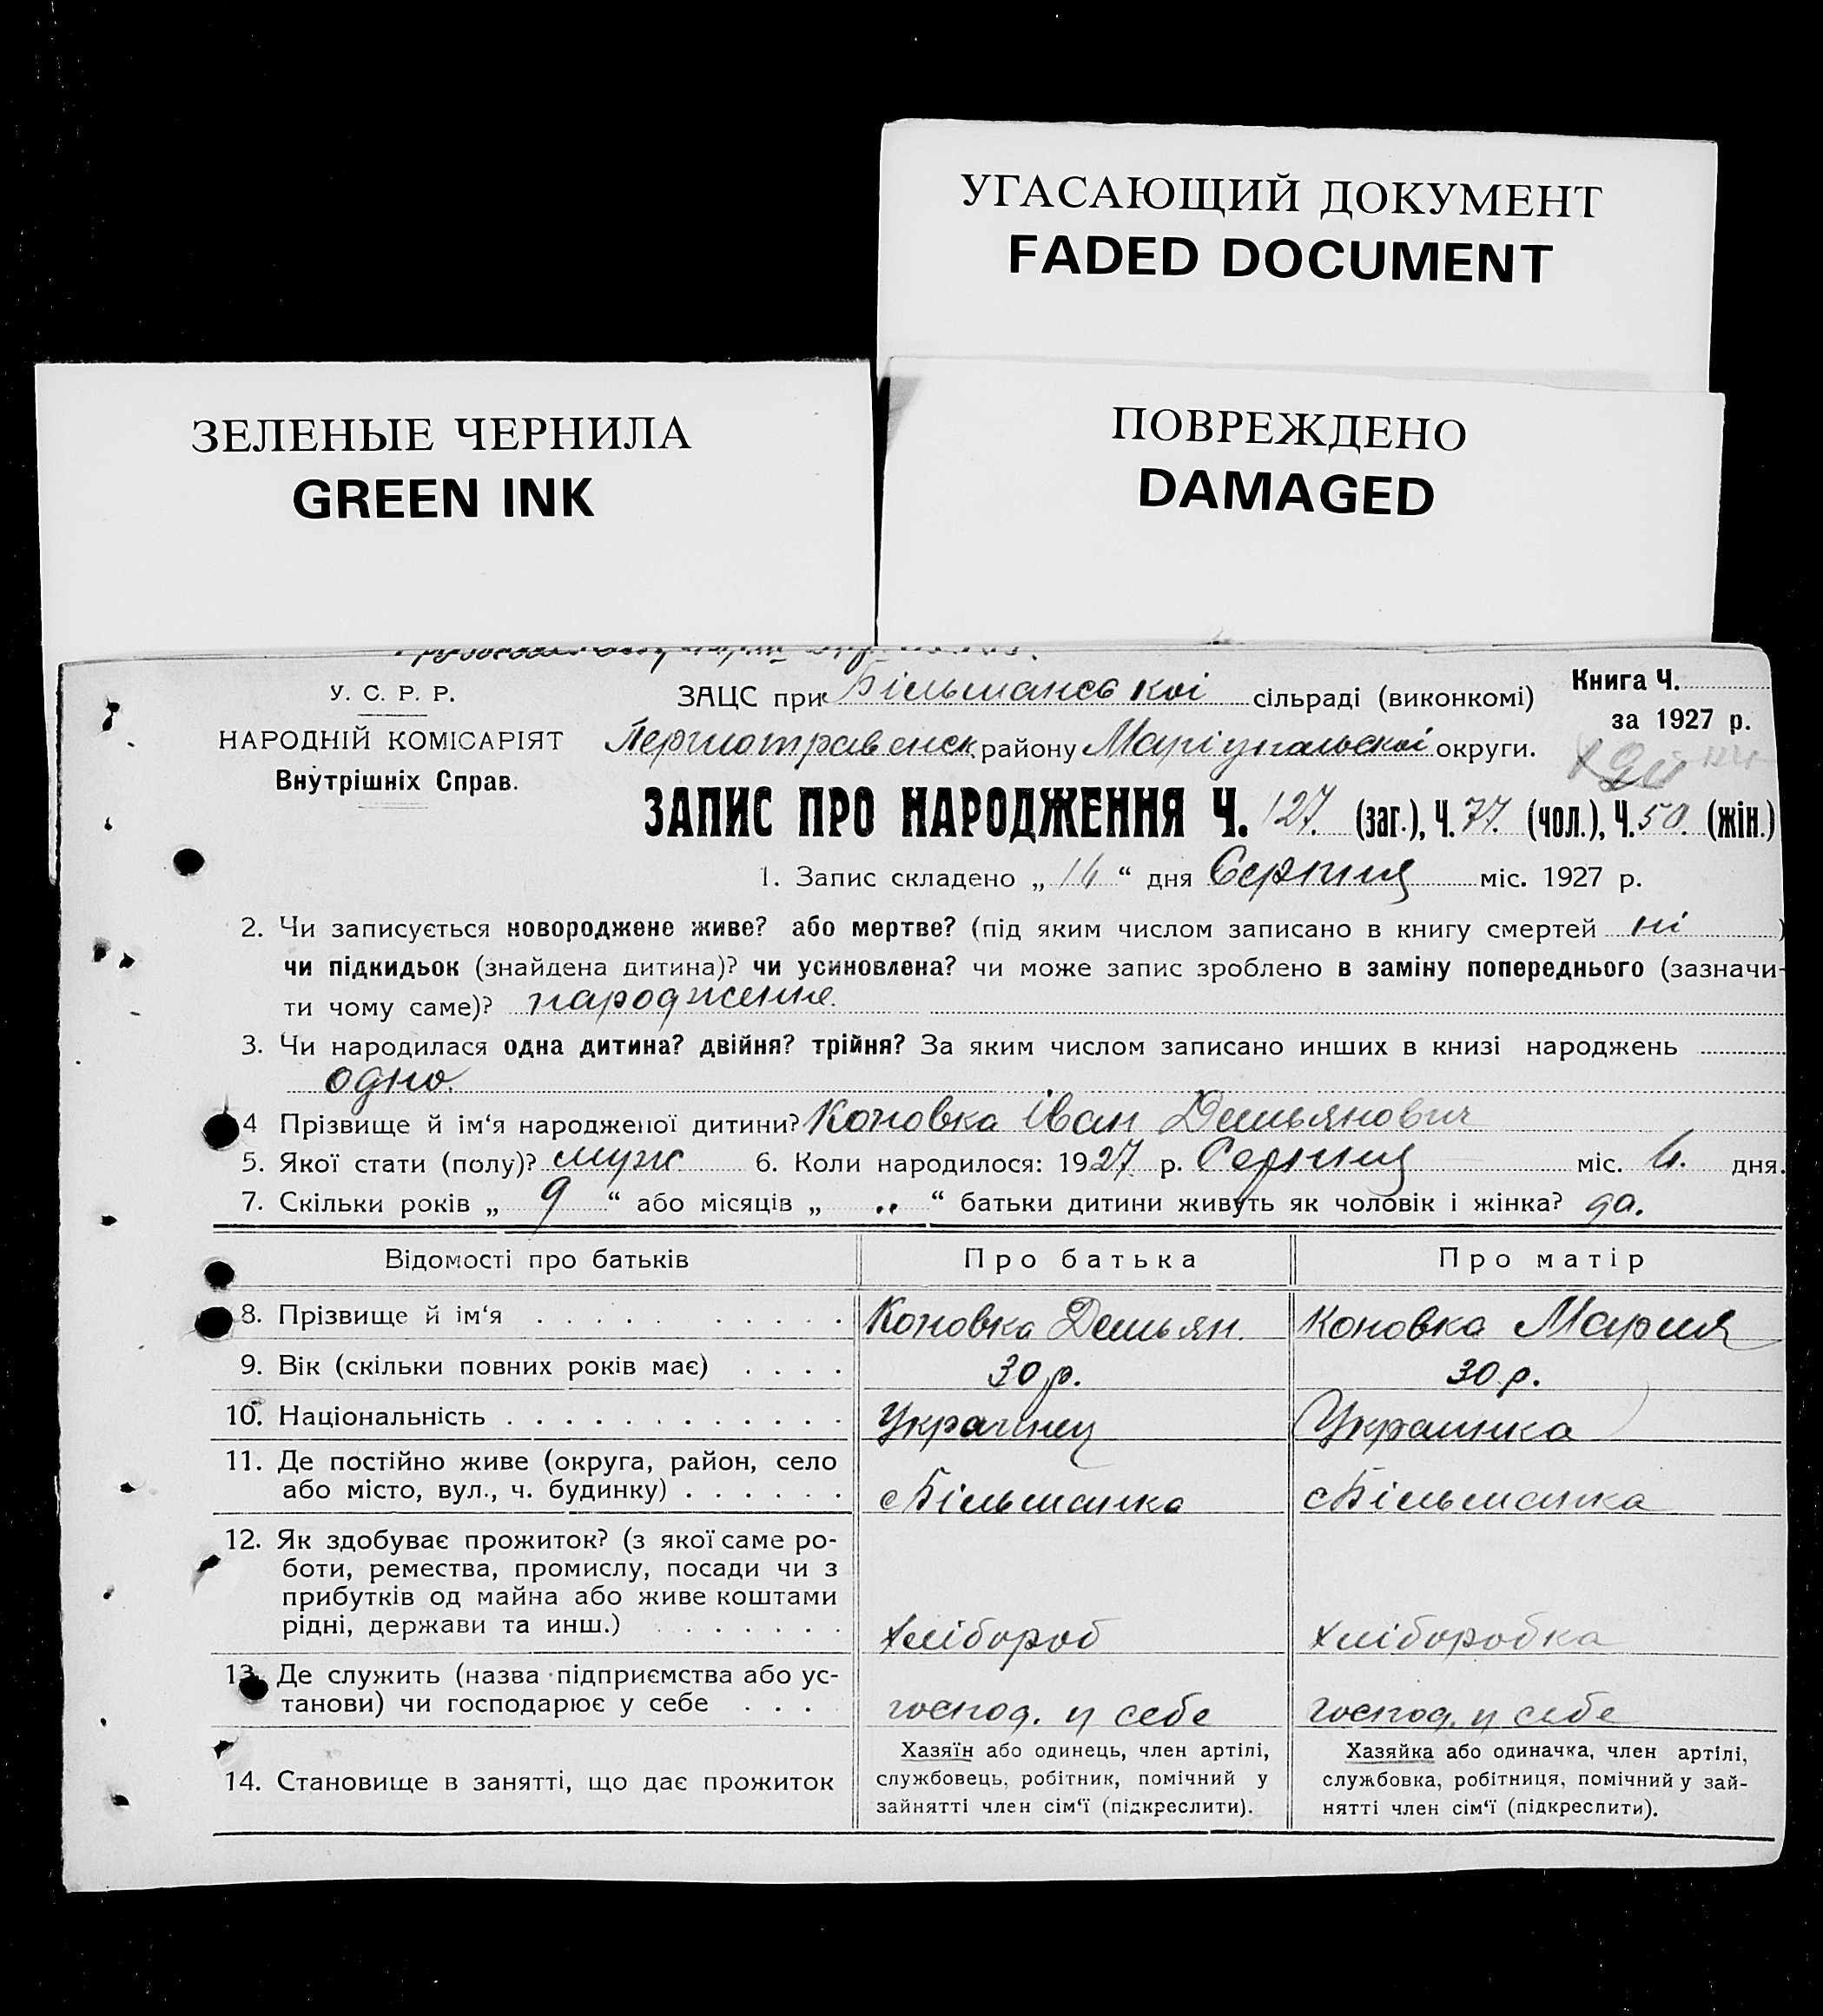 УГАСАЮЩИЙ ДОКУМЕНТ
FADED DOCUMENT
ЗЕЛЕНЫЕ ЧЕРНИЛА
GREEN INK
ПОВРЕЖДЕНО
DAMAGED
У. С. Р. Р.
НАРОДНІЙ КОМІСАРІЯТ
Внутрішніх Справ.
ЗАЦС при Більманській сільраді (виконкомі)
Першотравенск. району Маріупольскоі округи.
Книга Ч.
за 1927 р.
ЗАПИС ПРО НАРОДЖЕННЯ Ч. 127. (заг.), Ч. 77. (чол.), Ч. 50. (жін.)
1. Запис складено „ 16 “ дня Серпня міс. 1927 р.
2. Чи записується новороджене живе? або мертве? (під яким числом записано в книгу смертей ні )
чи підкидьок (знайдена дитина)? чи усиновлена? чи може запис зроблено в заміну попереднього (зазначи-
ти чому саме)? народження.
3. Чи народилася одна дитина? двійня? трійня? За яким числом записано инших в книзі народжень
одно.
4 Прізвище й ім‘я народженої дитини? Коновка Іван Демьянович
5. Якої стати (полу)? муж 6. Коли народилося: 1927 р. Серпня міс. 6. дня.
7. Скільки років „ 9 “ або місяців „ .. “ батьки дитини живуть як чоловік і жінка? да.
Відомості про батьків Про батька Про матір
8. Прізвище й ім‘я Коновка Демьян. Коновка Мария
9. Вік (скільки повних років має) 30 р. 30 р.
10. Національність Украинец Украинка
11. Де постійно живе (округа, район, село
або місто, вул., ч. будинку) с Більманка с Більманка
12. Як здобуває прожиток? (з якої саме ро-
боти, ремества, промислу, посади чи з
прибутків од майна або живе коштами
рідні, держави та инш.) хлібороб хліборобка
13. Де служить (назва підприємства або ус-
танови) чи господарює у себе господ. у себе господ. у себе
14. Становище в занятті, що дає прожиток
Хазяїн або одинець, член артілі,
службовець, робітник, помічний у
зайнятті член сім‘ї (підкреслити).
Хазяйка або одиначка, член артілі,
службовка, робітниця, помічний у зай-
нятті член сім‘ї (підкреслити).